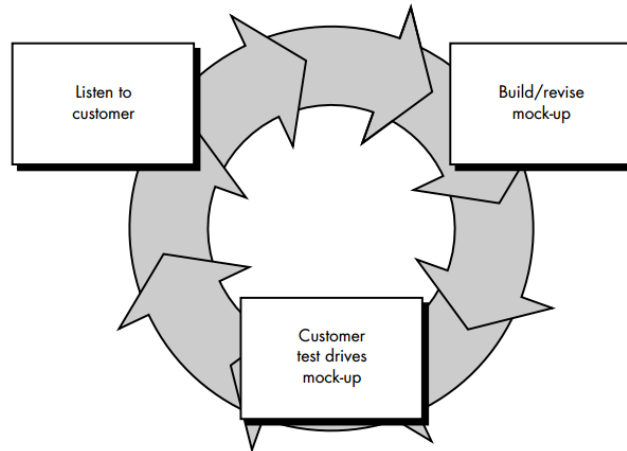 Listen to
customer
Build/revise
mock-up
Customer
test drives
mock-up